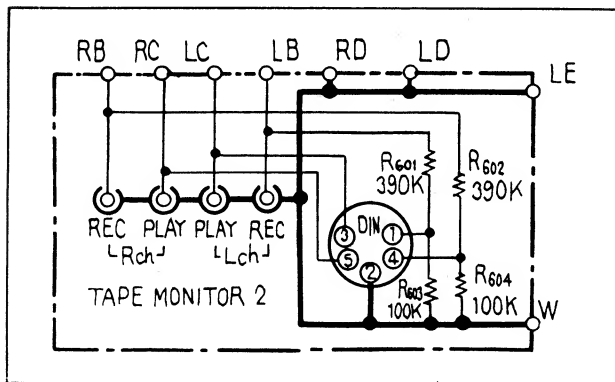 RB RC LC LB RD LD
LE
R601
390K
R602
390K
DIN
3 1
5 4
2
REC PLAY PLAY REC
Rch Lch
R603
100K
R604
100K
TAPE MONITOR 2
W